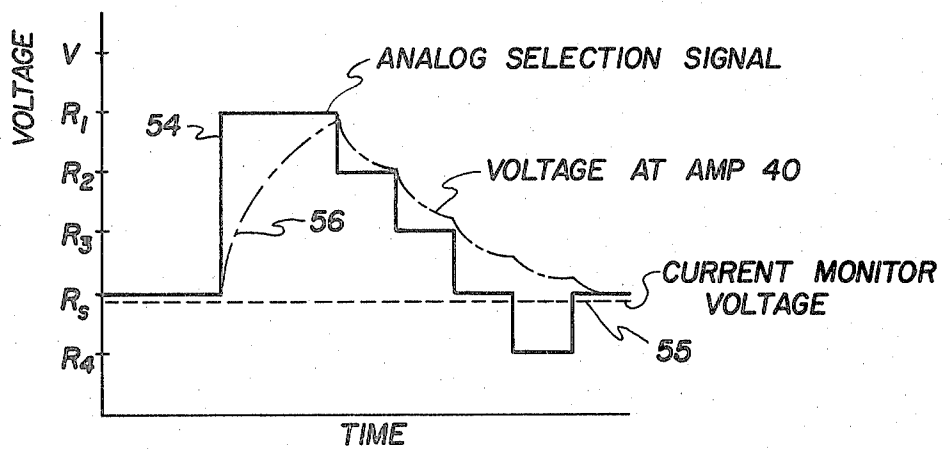 VOLTAGE
V
R1
R2
R3
RS
R4
ANALOG SELECTION SIGNAL
54
VOLTAGE AT AMP 40
56
CURRENT MONITOR
VOLTAGE
55
TIME